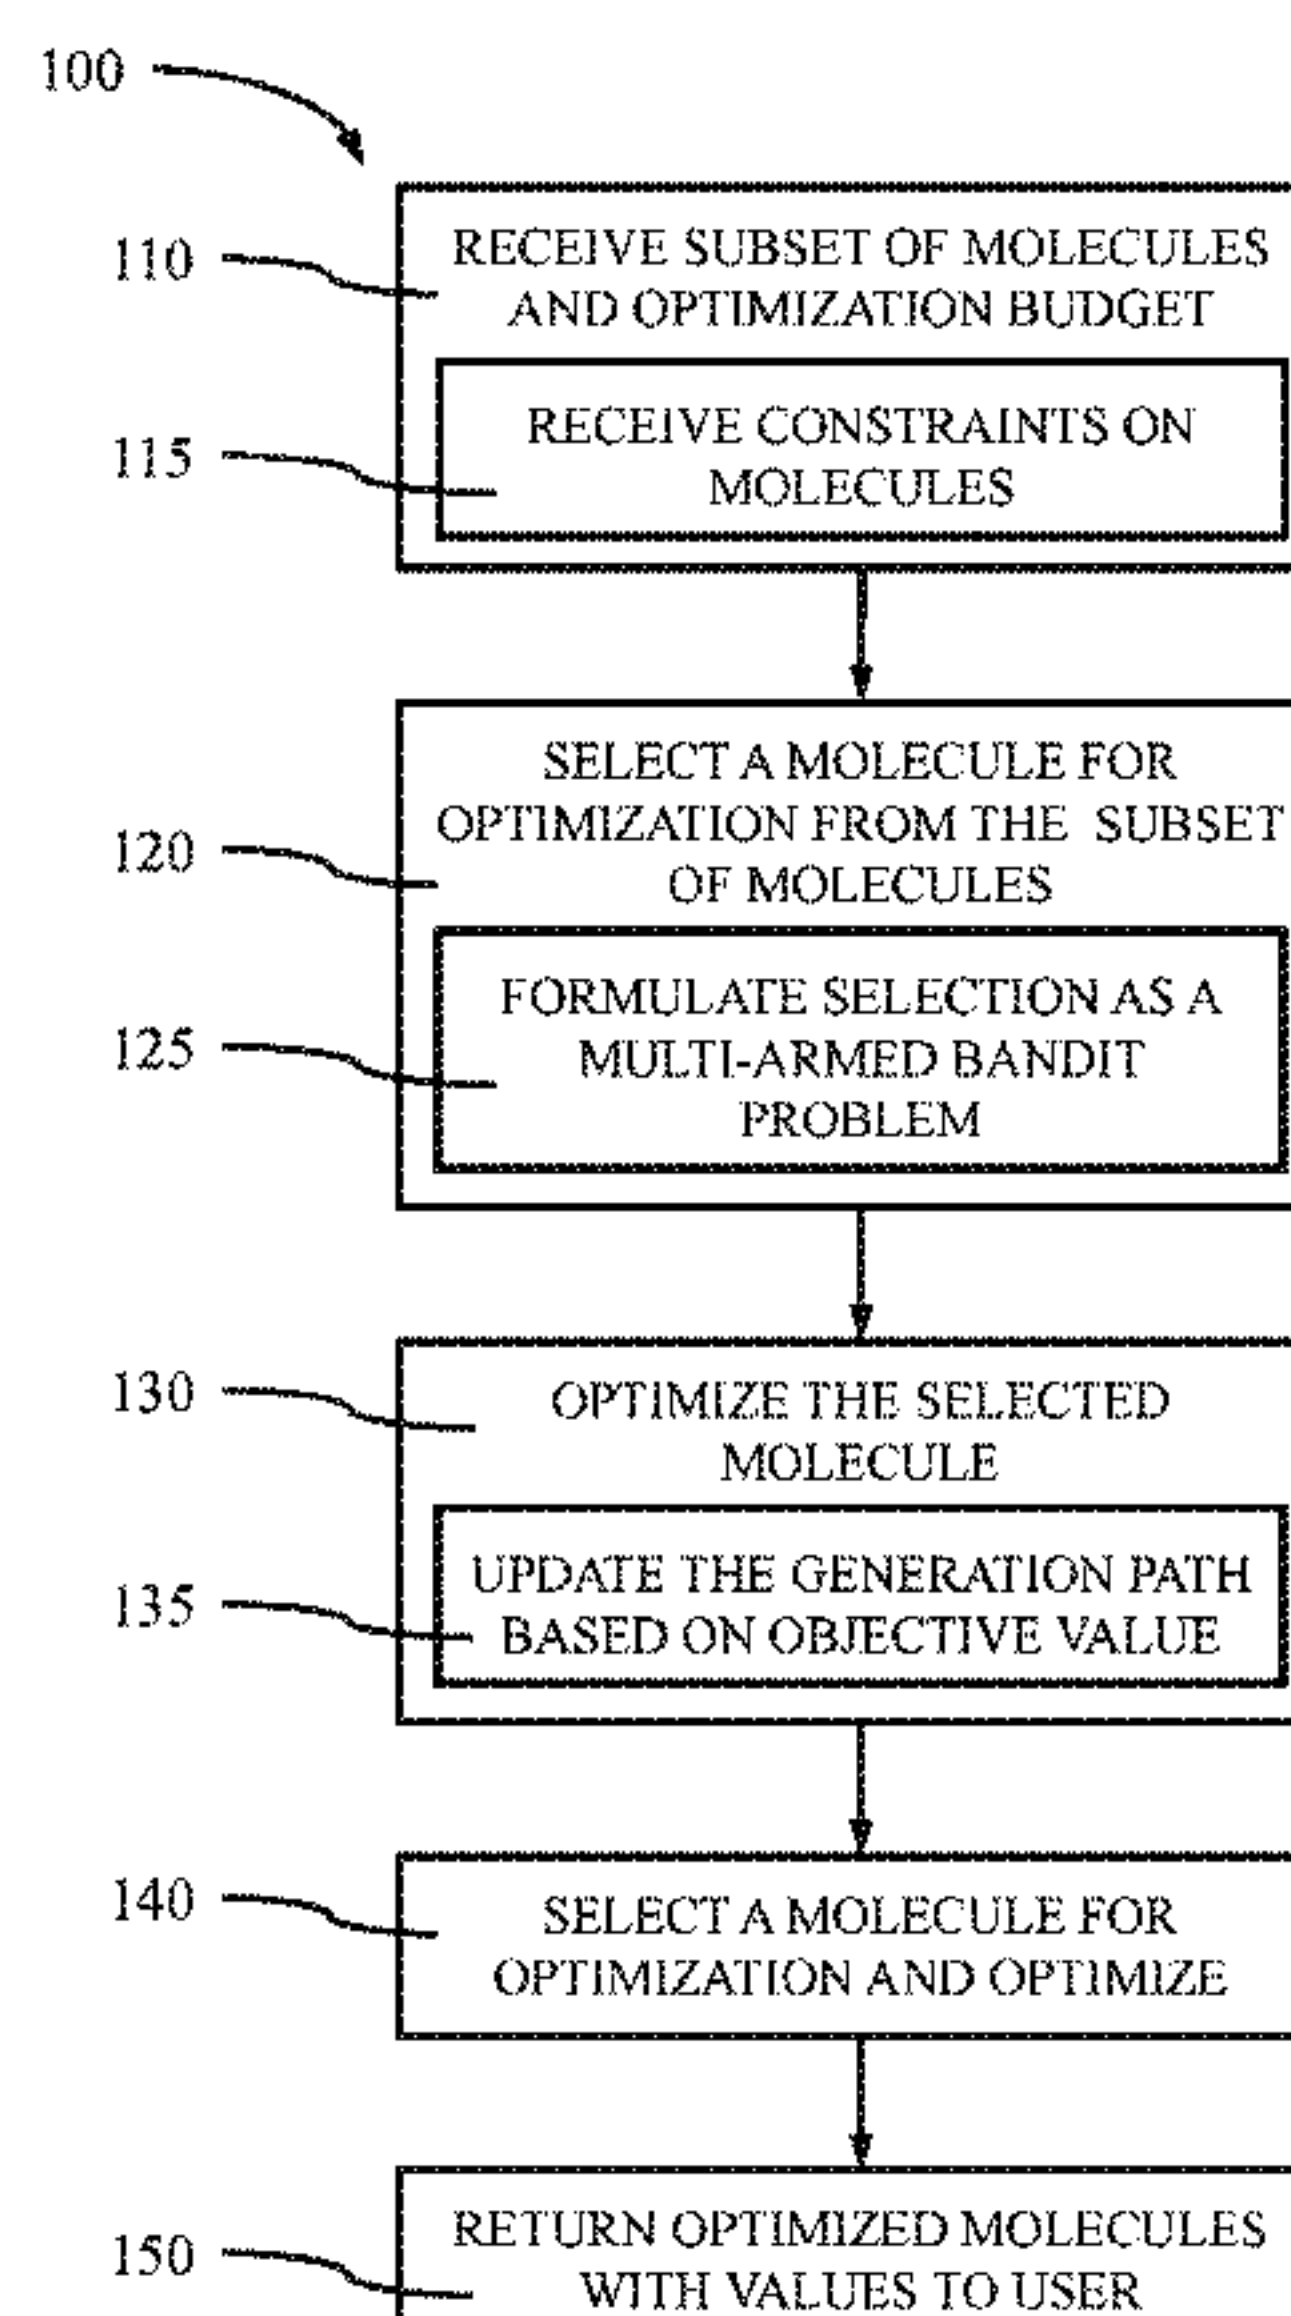 100
110
RECEIVE SUBSET OF MOLECULES
AND OPTIMIZATION BUDGET
115
RECEIVE CONSTRAINTS ON
MOLECULES
120
SELECT A MOLECULE FOR
OPTIMIZATION FROM THE SUBSET
OF MOLECULES
125
FORMULATE SELECTION AS A
MULTI-ARMED BANDIT
PROBLEM
130
OPTIMIZE THE SELECTED
MOLECULE
135
UPDATE THE GENERATION PATH
BASED ON OBJECTIVE VALUE
140
SELECT A MOLECULE FOR
OPTIMIZATION AND OPTIMIZE
150
RETURN OPTIMIZED MOLECULES
WITH VALUES TO USER